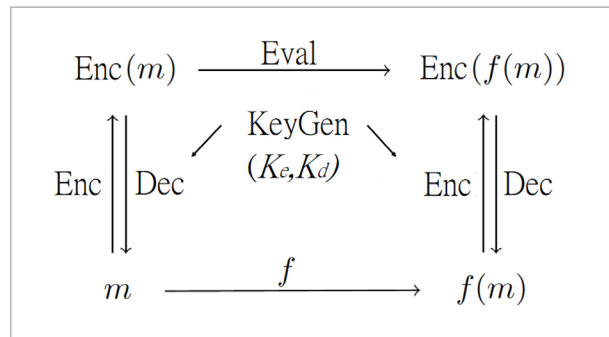 Eval
Enc(m) Enc(f(m))
KeyGen
(Ke,Kd)
Enc Dec Enc Dec
f
m f(m)